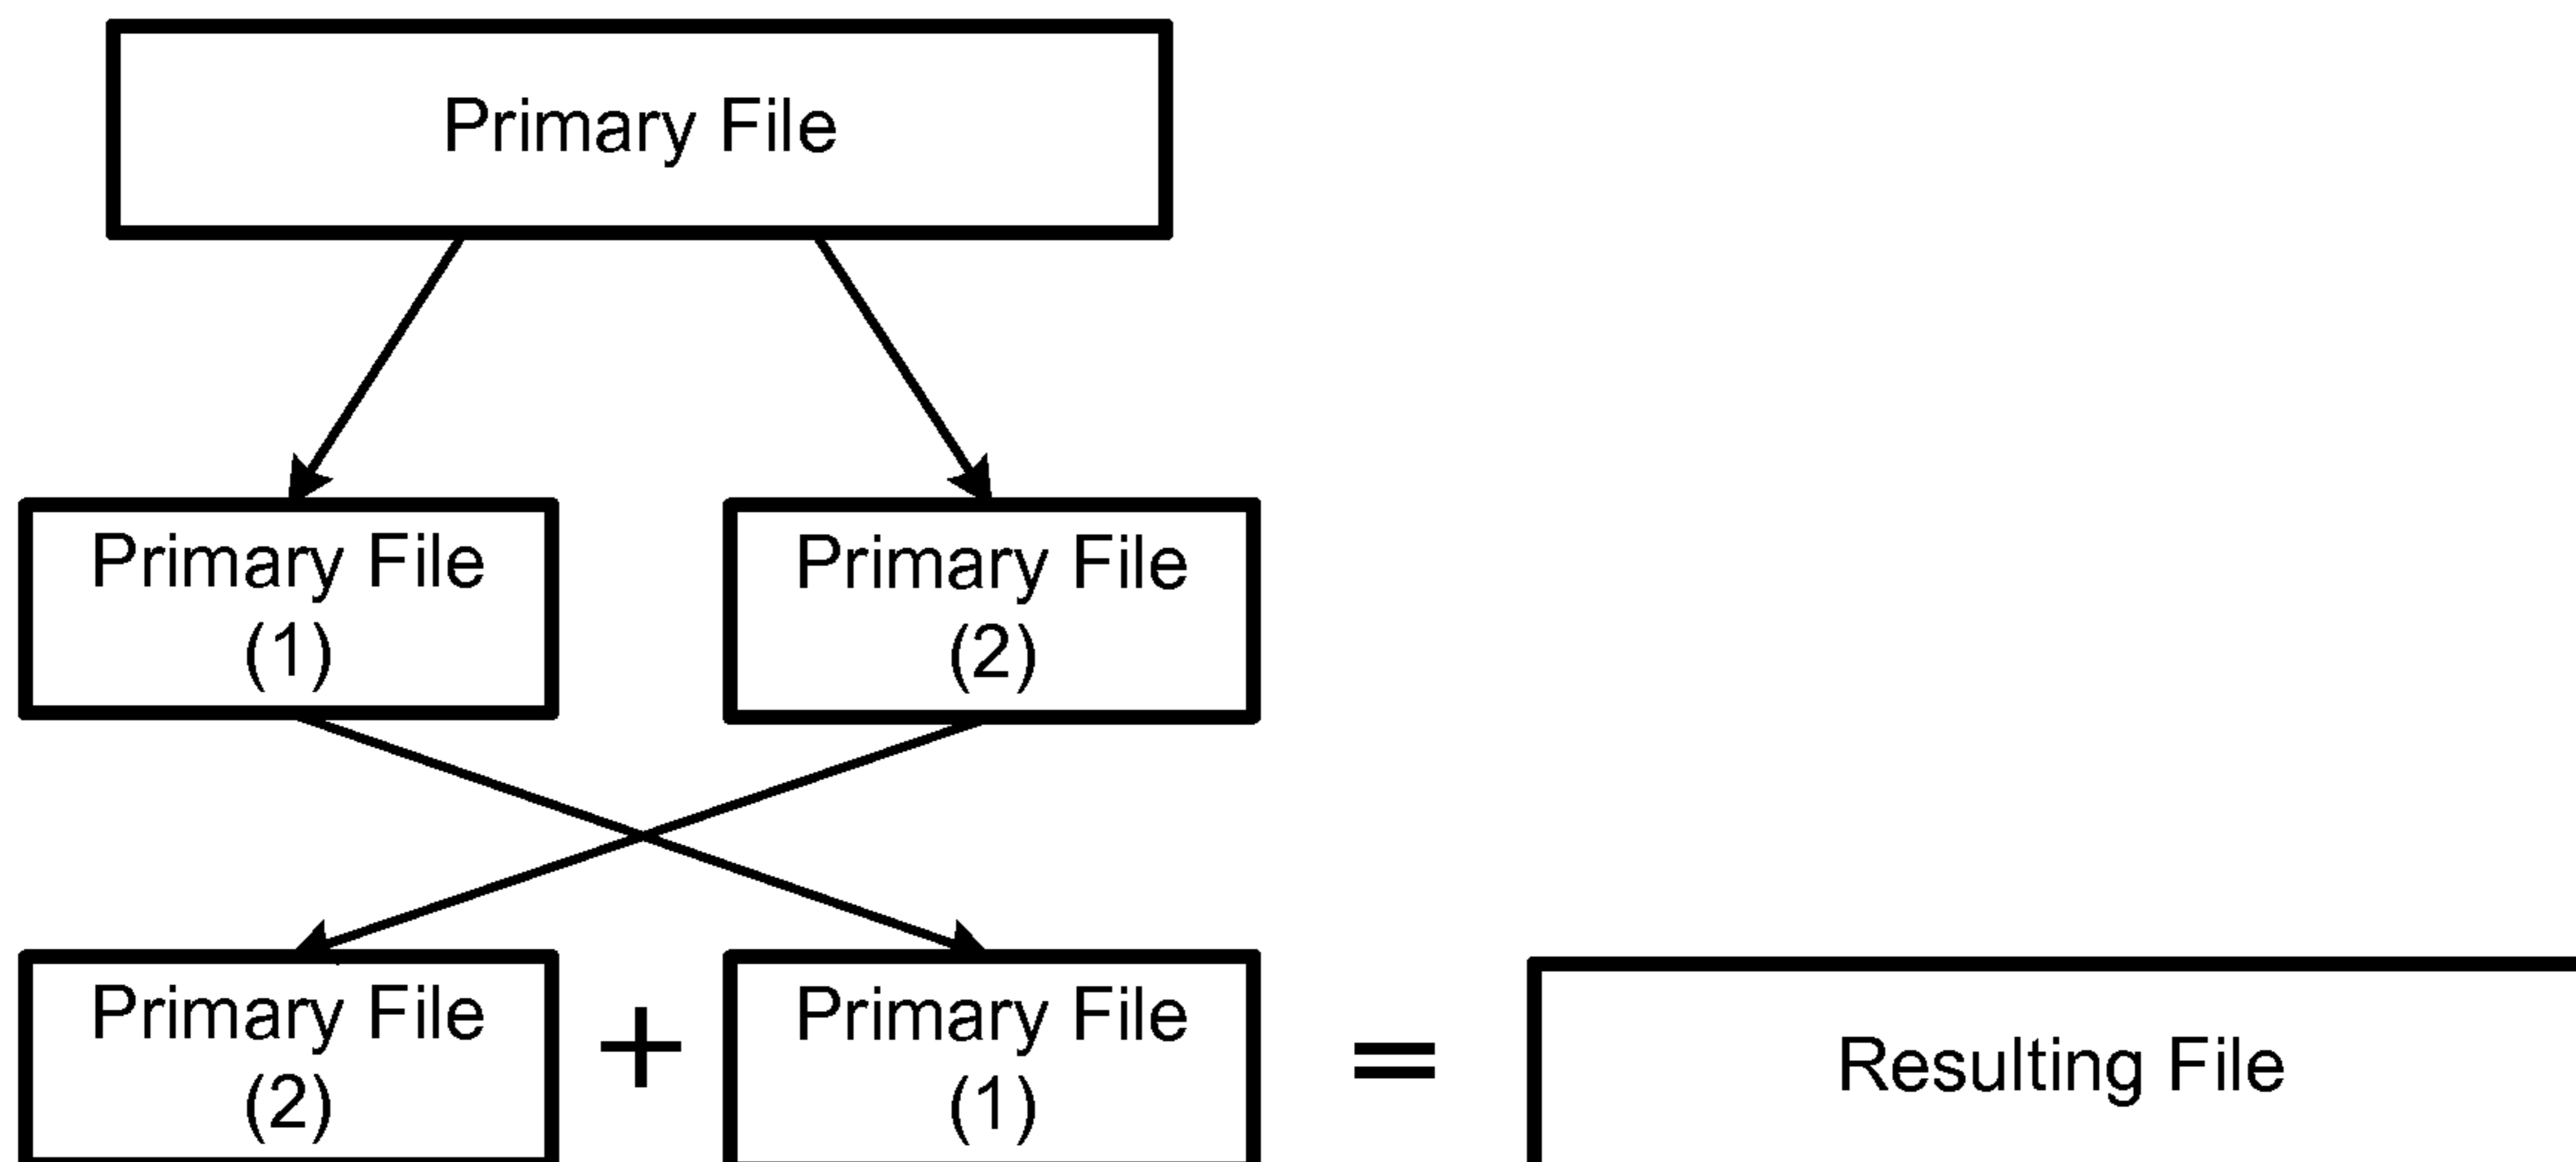 Primary File
Primary File
(1)
Primary File
(2)
Primary File
(2)
+
Primary File
(1)
=
Resulting File